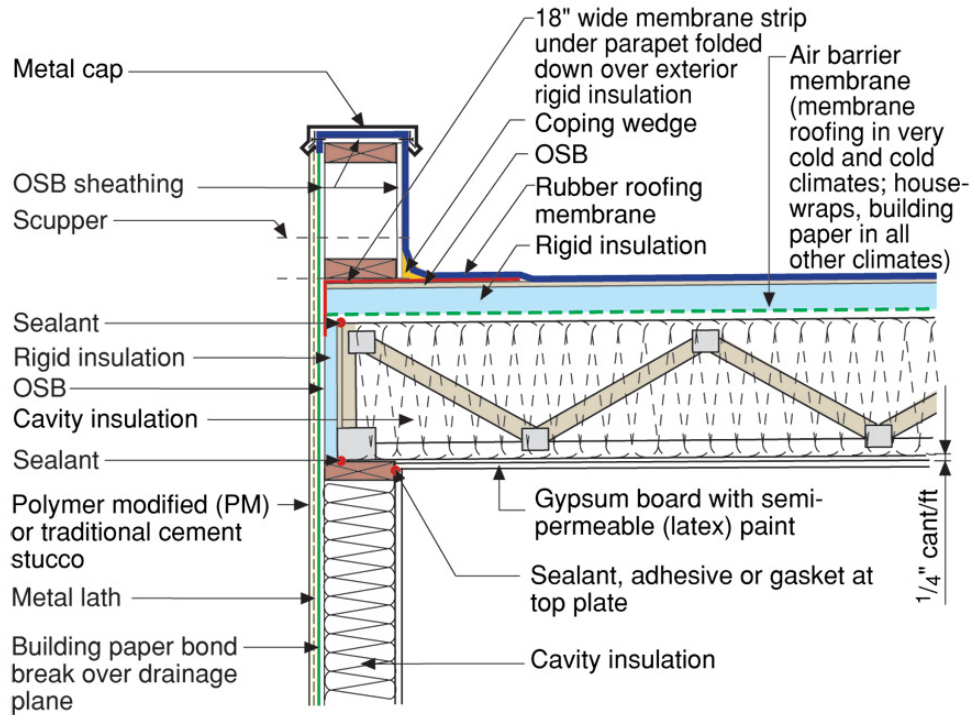 18" wide membrane strip
under parapet folded
down over exterior
rigid insulation
Coping wedge
OSB
Rubber roofing
membrane
Rigid insulation
Air barrier
membrane
(membrane
roofing in very
cold and cold
climates; house-
wraps, building
paper in all
other climates)
Metal cap
OSB sheathing
Scupper
Sealant
Rigid insulation
OSB
Cavity insulation
Sealant
Polymer modified (PM)
or traditional cement
stucco
Metal lath
Building paper bond
break over drainage
plane
Gypsum board with semi-
permeable (latex) paint
Sealant, adhesive or gasket at
top plate
Cavity insulation
1/4" cant/ft